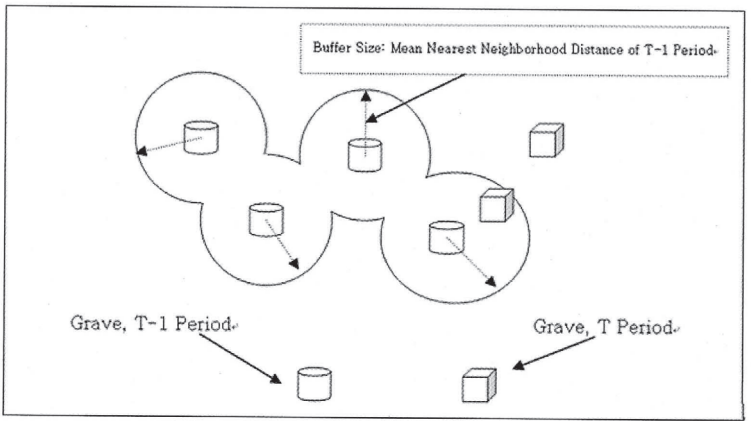 Buffer Size: Mean Nearest Neighborhood Distance of T-1 Period
Grave, T-1 Period
Grave, T Period